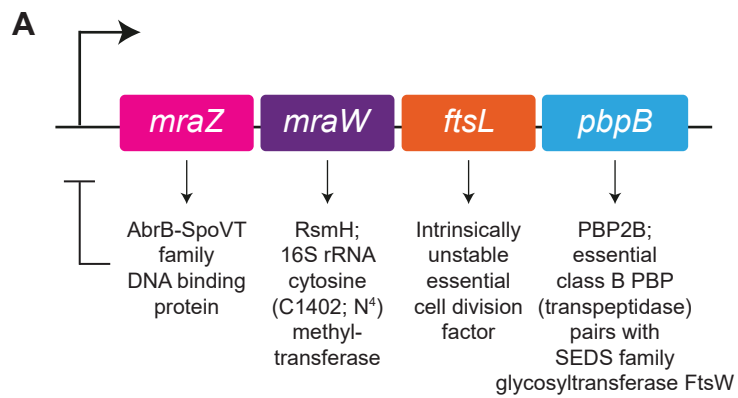 A
mraZ
mraW
ftsL
pbpB
AbrB-SpoVT
family
DNA binding
protein
RsmH;
16S rRNA
cytosine
(C1402; N⁴)
methyl-
transferase
Intrinsically
unstable
essential
cell division
factor
PBP2B;
essential
class B PBP
(transpeptidase)
pairs with
SEDS family
glycosyltransferase FtsW